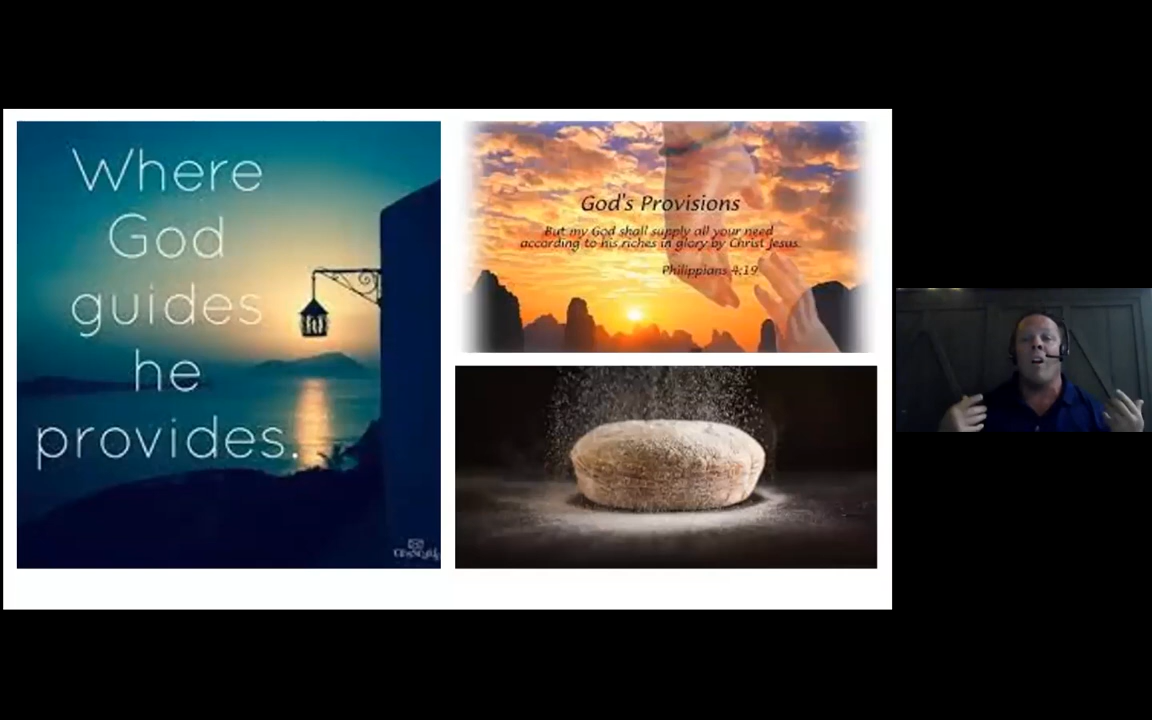 Where
God
guides
he
provides.
God's Provisions
But my God shall supply all your need
according to his riches in glory by Christ Jesus.
Philippians 4:19